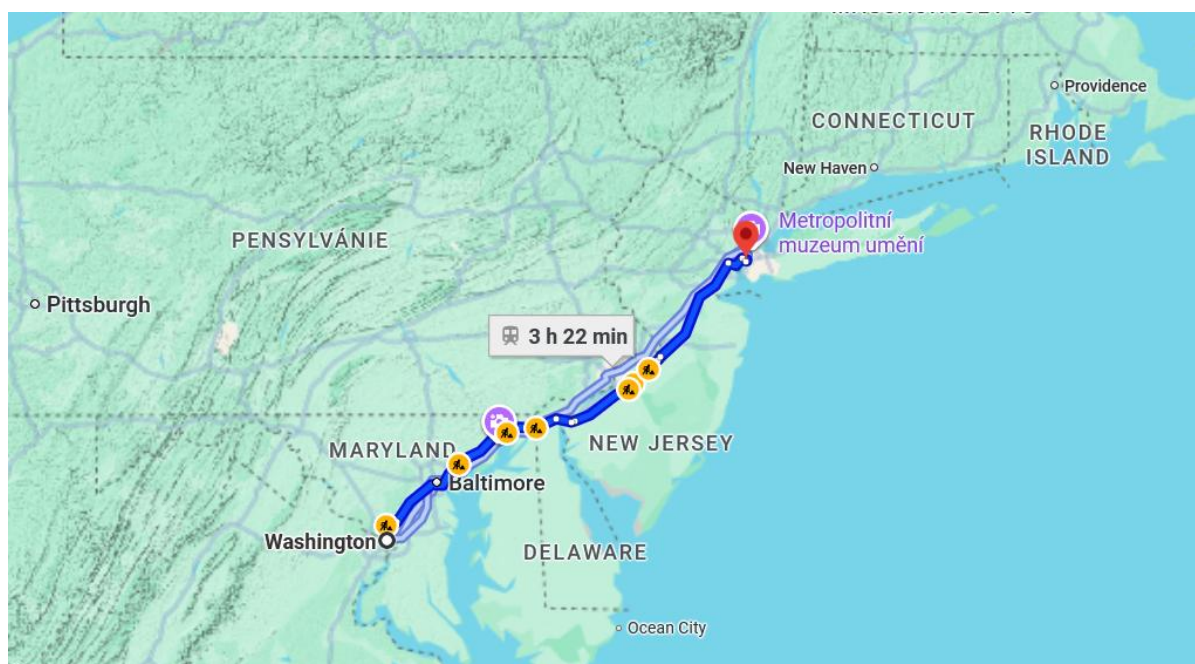 Providence
CONNECTICUT
RHODE
ISLAND
New Haven
Metropolitní
muzeum umění
PENSYLVÁNIE
Pittsburgh
3 h 22 min
MARYLAND
NEW JERSEY
Baltimore
Washington
DELAWARE
Ocean City